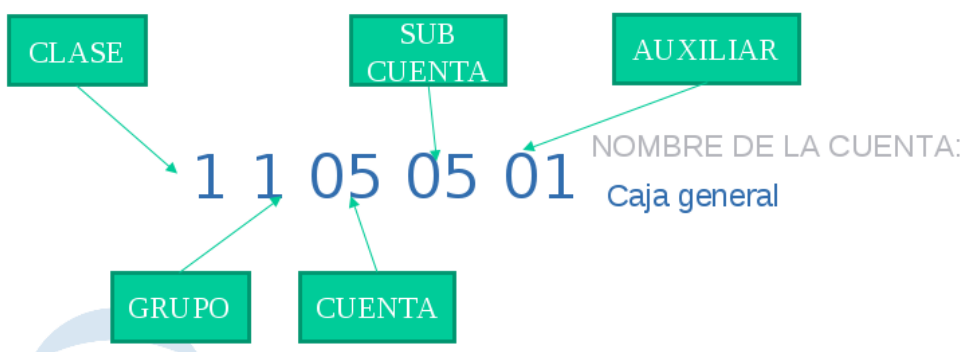 CLASE
SUB
CUENTA
AUXILIAR
1 1 05 05 01
NOMBRE DE LA CUENTA:
Caja general
GRUPO
CUENTA